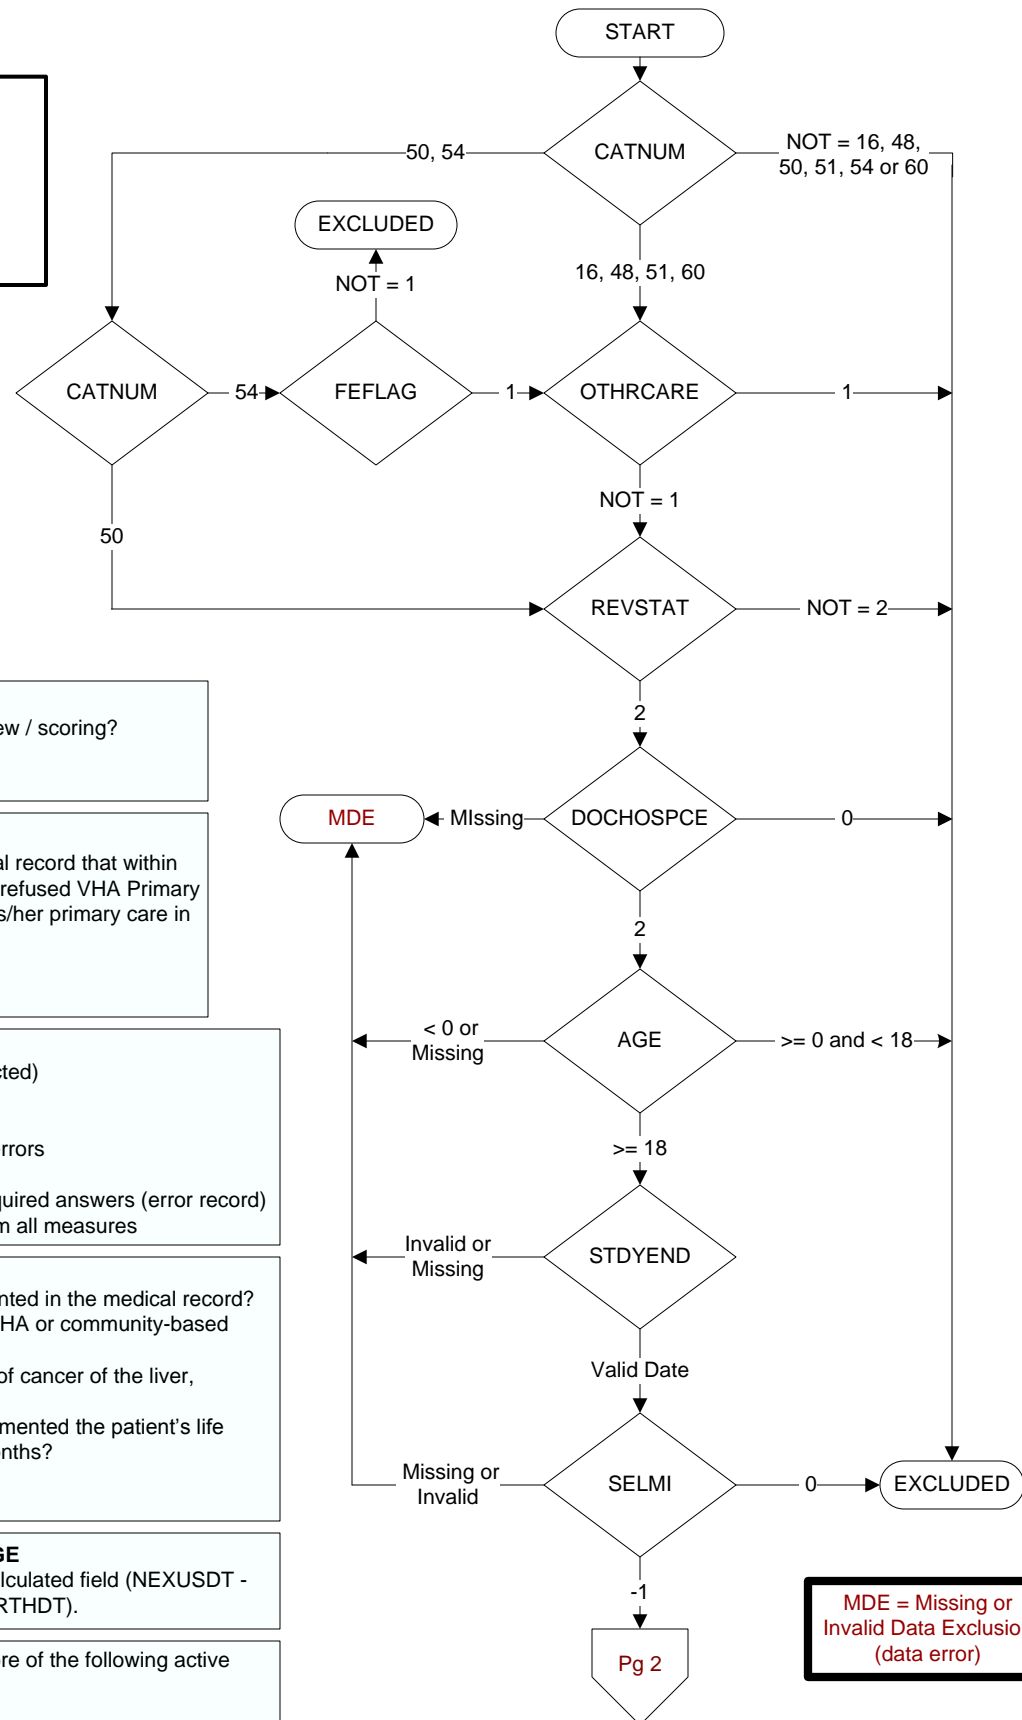 START
CATNUM
50, 54
NOT = 16, 48,
50, 51, 54 or 60
EXCLUDED
16, 48, 51, 60
NOT = 1
CATNUM
54
FEFLAG
1
OTHRCARE
1
NOT = 1
50
REVSTAT
NOT = 2
2
ew / scoring?
MDE
MIssing
DOCHOSPCE
0
al record that within
refused VHA Primary
s/her primary care in
2
< 0 or
Missing
AGE
>= 0 and < 18
cted)
errors
quired answers (error record)
m all measures
>= 18
Invalid or
Missing
STDYEND
nted in the medical record?
HA or community-based
of cancer of the liver,
mented the patient's life
onths?
Valid Date
Missing or
Invalid
SELMI
0
EXCLUDED
GE
lculated field (NEXUSDT -
RTHDT).
-1
MDE = Missing or
Invalid Data Exclusio
(data error)
ore of the following active
Pg 2